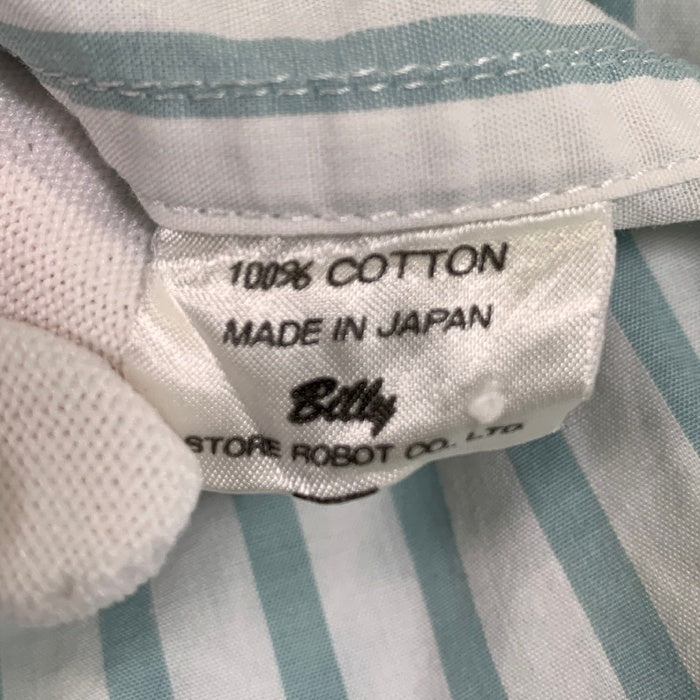 100% COTTON
MADE IN JAPAN
Billy
STORE ROBOT CO. LTD